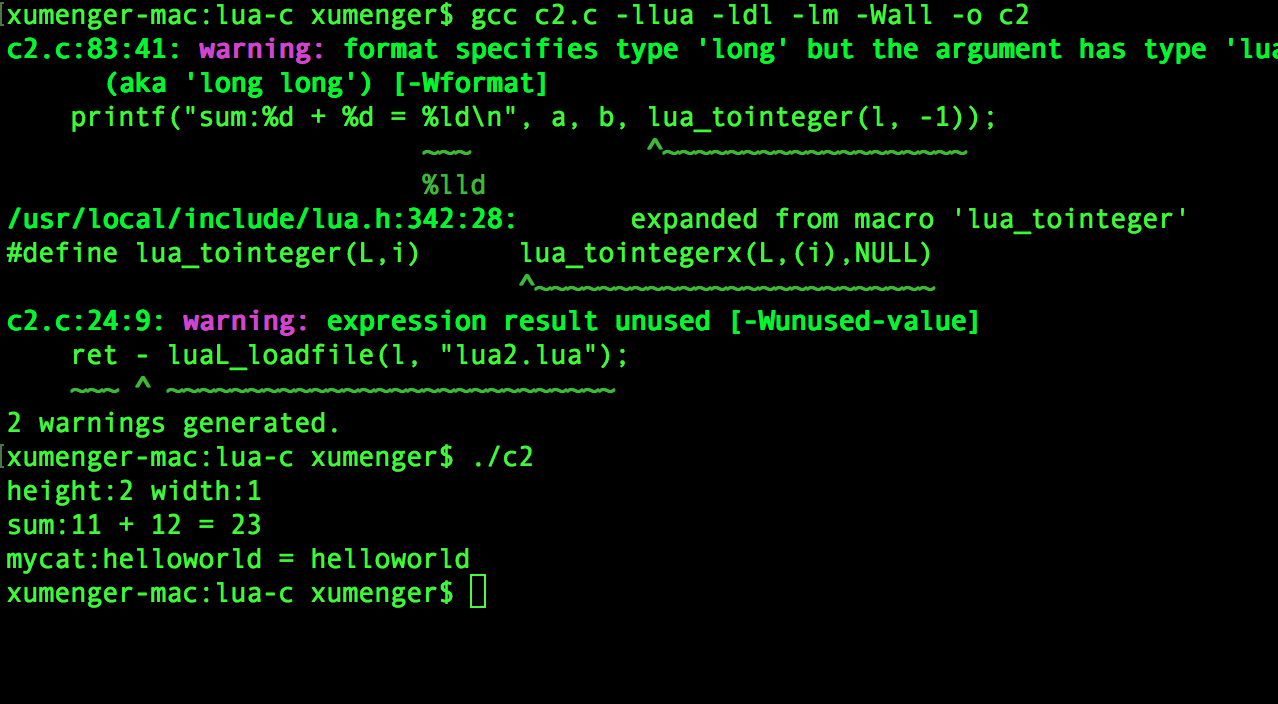 xumenger-mac:lua-c xumenger$ gcc c2.c -llua -ldl -lm -Wall -o c2
c2.c:83:41: warning: format specifies type 'long' but the argument has type 'lua
      (aka 'long long') [-Wformat]
    printf("sum:%d + %d = %ld\n", a, b, lua_tointeger(l, -1));
                          ~~~           ^~~~~~~~~~~~~~~~~~~~
                          %lld
/usr/local/include/lua.h:342:28:       expanded from macro 'lua_tointeger'
#define lua_tointeger(L,i)      lua_tointegerx(L,(i),NULL)
                                ^~~~~~~~~~~~~~~~~~~~~~~~~~
c2.c:24:9: warning: expression result unused [-Wunused-value]
    ret - luaL_loadfile(l, "lua2.lua");
    ~~~ ^ ~~~~~~~~~~~~~~~~~~~~~~~~~~~~
2 warnings generated.
xumenger-mac:lua-c xumenger$ ./c2
height:2 width:1
sum:11 + 12 = 23
mycat:helloworld = helloworld
xumenger-mac:lua-c xumenger$